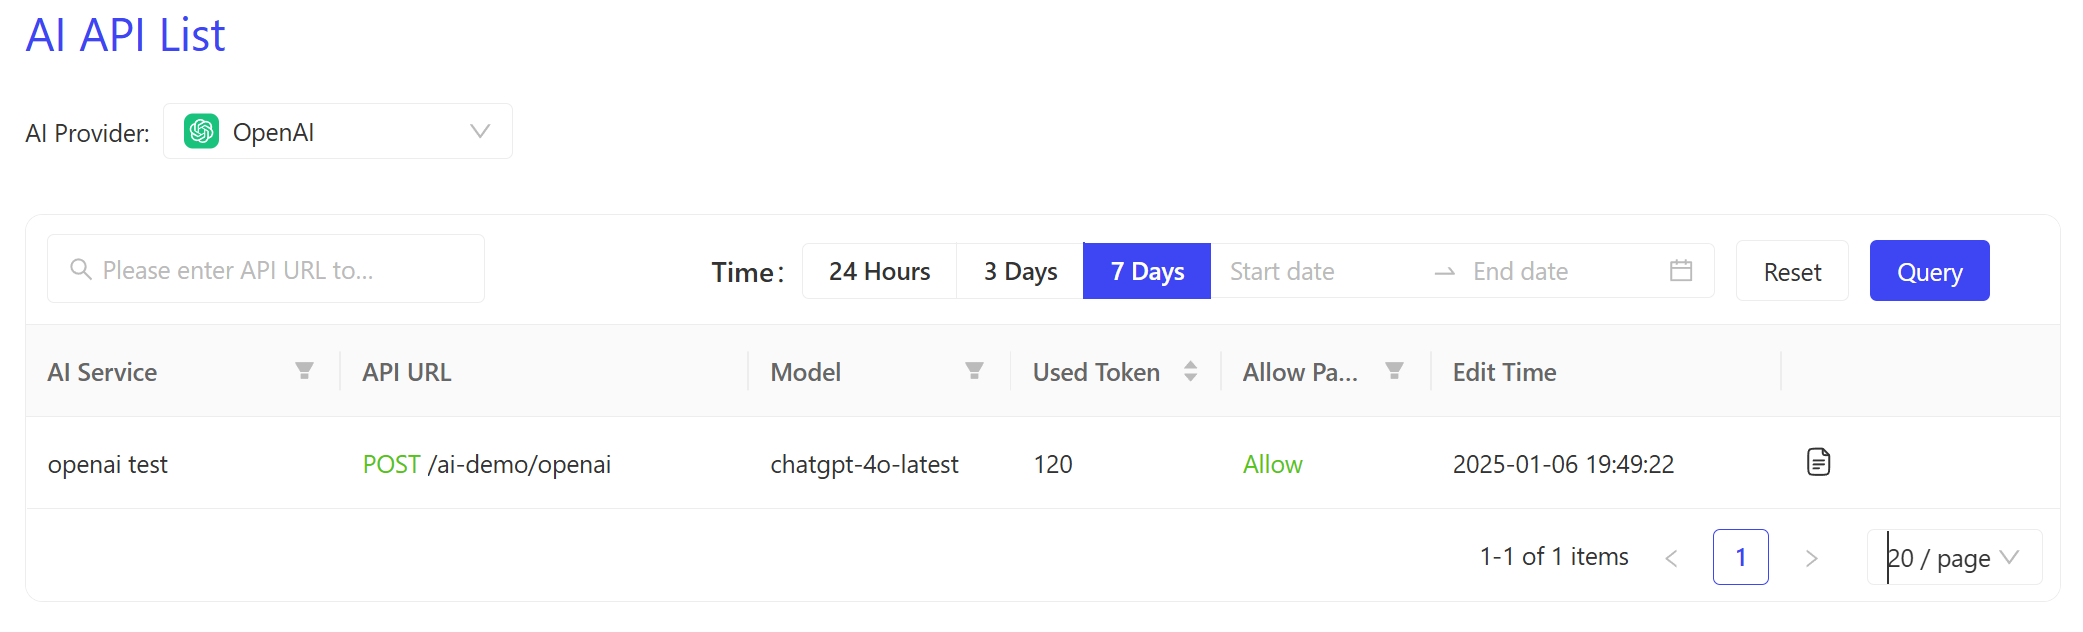 AI API List
AI Provider: OpenAI
Please enter API URL to... Time: 24 Hours 3 Days 7 Days Start date End date Reset Query
AI Service API URL Model Used Token Allow Pa... Edit Time
openai test POST /ai-demo/openai chatgpt-4o-latest 120 Allow 2025-01-06 19:49:22
1-1 of 1 items < 1 > 20 / page